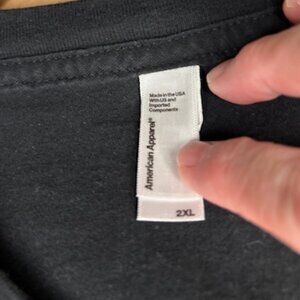 Made in the USA
With US and
Imported
Components
American Apparel®
2XL